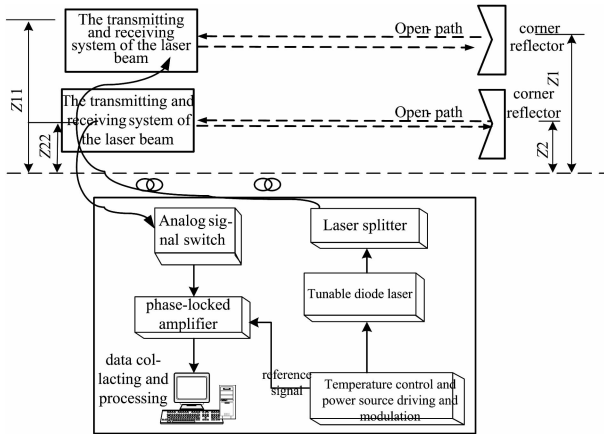 The transmitting
and receiving
system of the laser
beam
Open-path
corner
reflector
Z11
Z1
The transmitting and
receiving system of
the laser beam
Open-path
corner
reflector
Z22
Z2
Analog sig-
nal switch
Laser splitter
Tunable diode laser
phase-locked
amplifier
data col-
lacting and
processing
reference
signal
Temperature control and
power source driving and
modulation